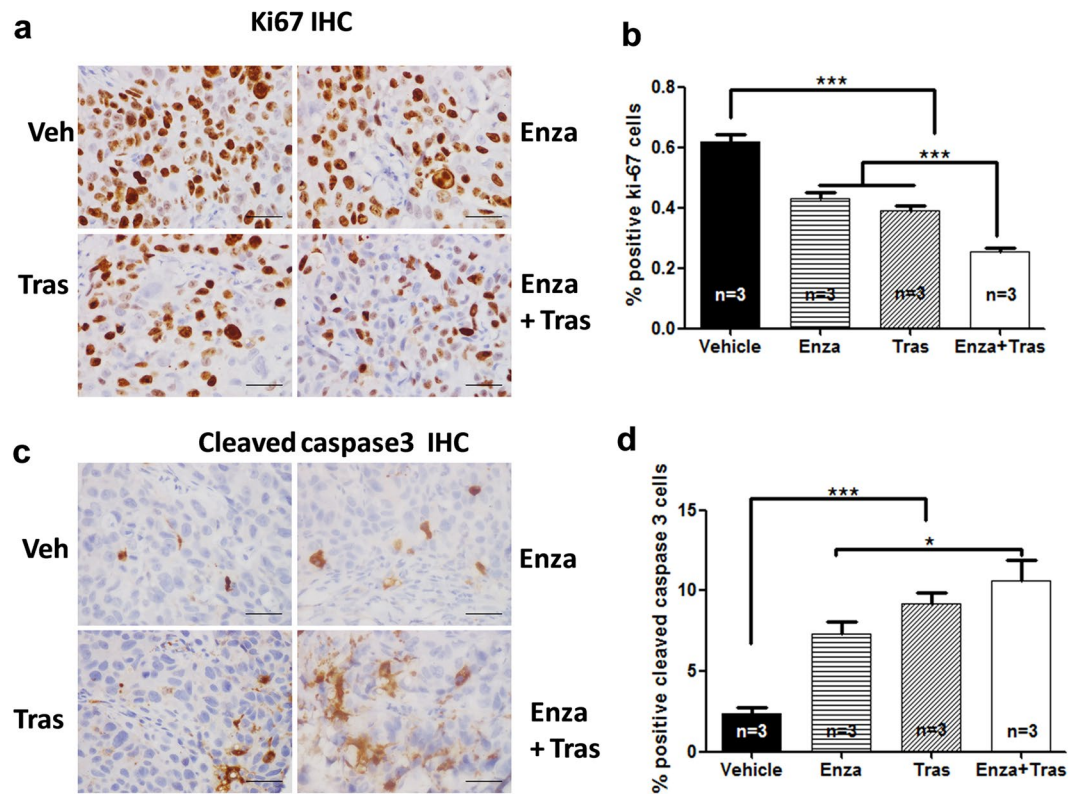 a
Ki67 IHC
Veh
Enza
Tras
Enza
+ Tras
b
% positive ki-67 cells
0.8
0.6
0.4
0.2
0.0
***
***
n=3
n=3
n=3
n=3
Vehicle
Enza
Tras
Enza+Tras
c
Cleaved caspase3 IHC
Veh
Enza
Tras
Enza
+ Tras
d
% positive cleaved caspase 3 cells
15
10
5
0
***
*
n=3
n=3
n=3
n=3
Vehicle
Enza
Tras
Enza+Tras